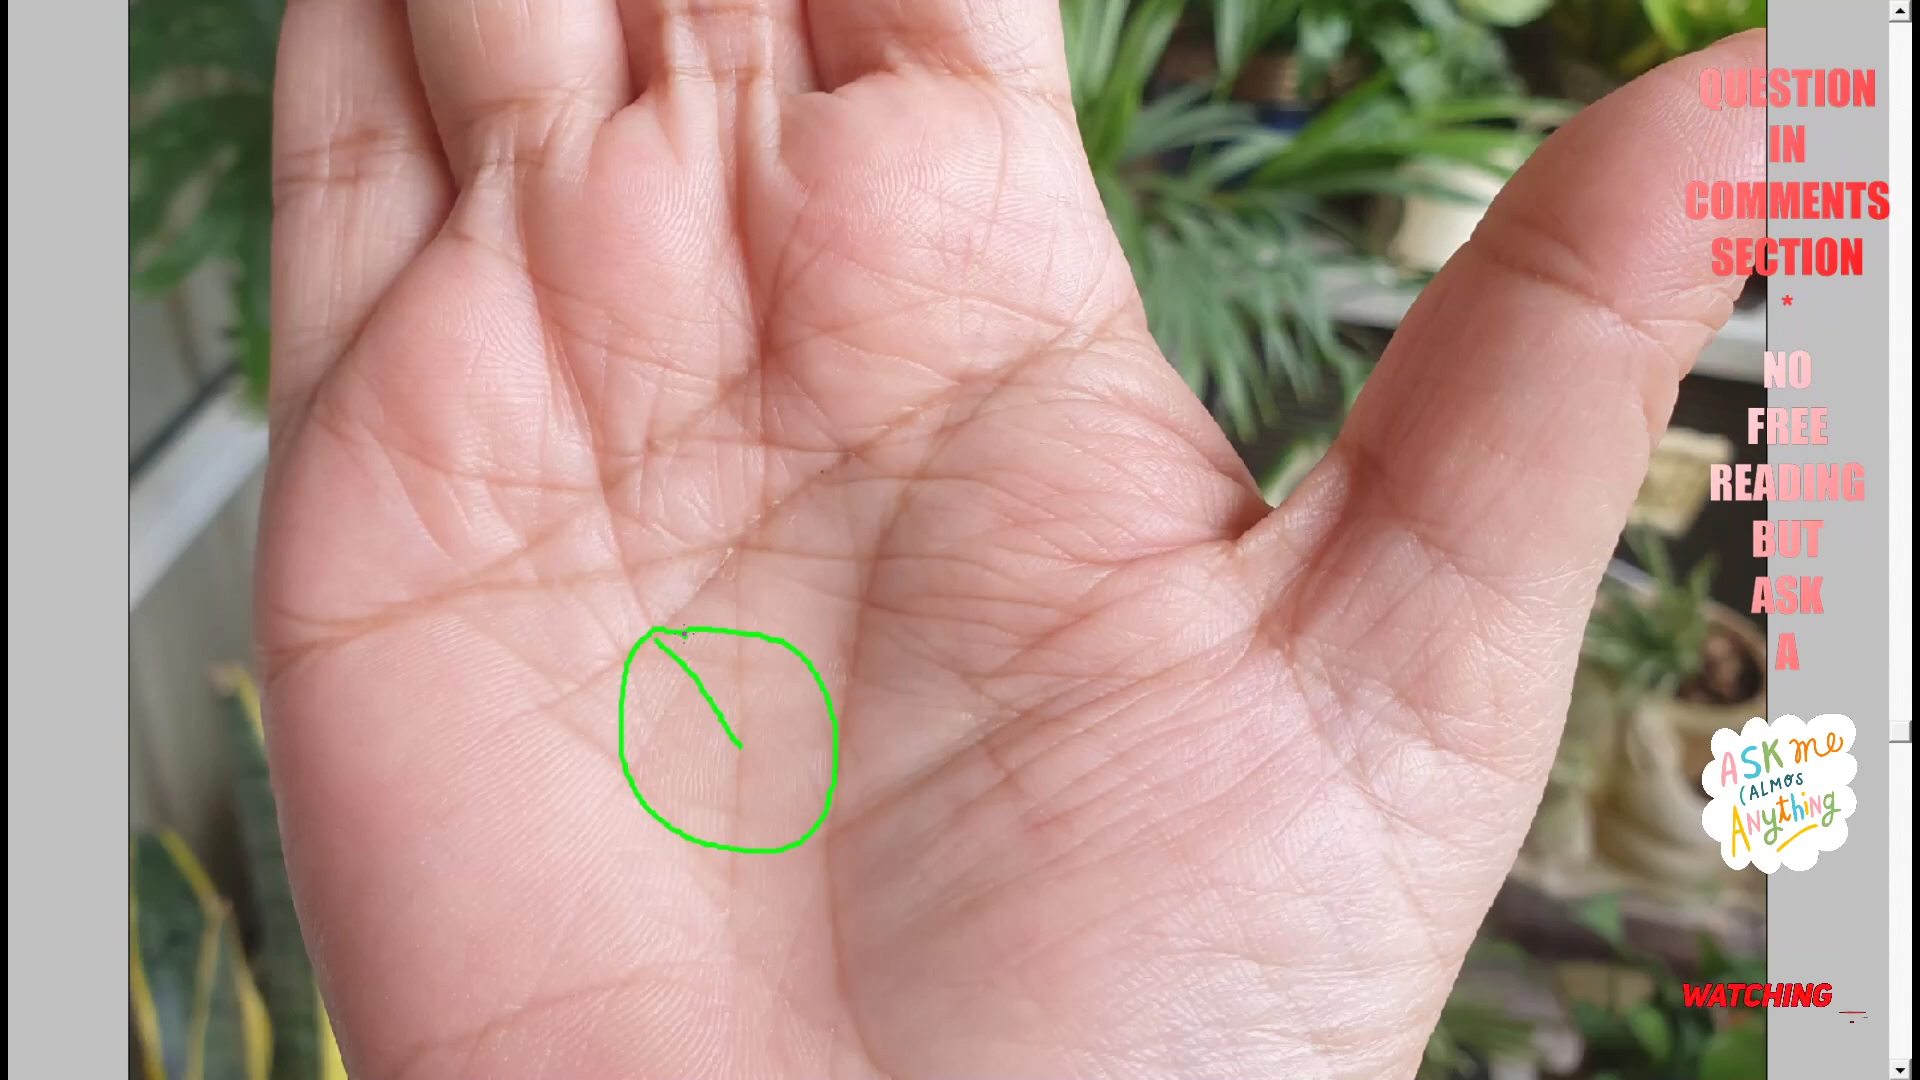 QUESTION
IN
COMMENTS
SECTION
*
NO
FREE
READING
BUT
ASK
A
ASK me
(ALMOS
Anything
WATCHING _